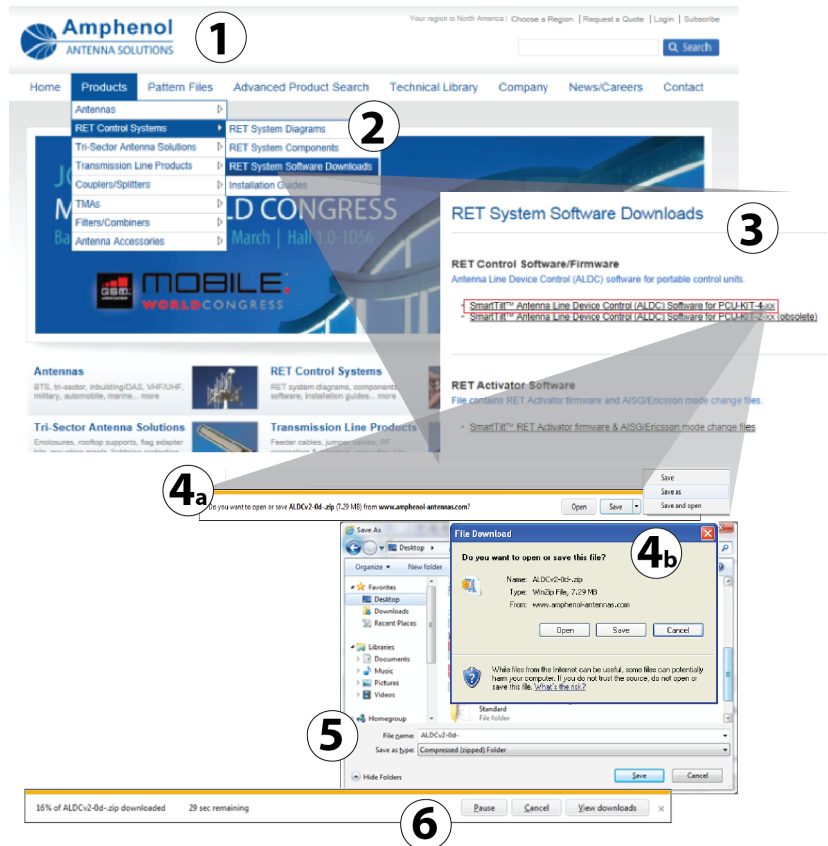 Amphenol
ANTENNA SOLUTIONS
1
Your region is North America | Choose a Region | Request a Quote | Login | Subscribe
Search
Home Products Pattern Files Advanced Product Search Technical Library Company News/Careers Contact
Antennas
RET Control Systems
Tri-Sector Antenna Solutions
Transmission Line Products
Couplers/Splitters
TMAs
Filters/Combiners
Antenna Accessories
2
RET System Diagrams
RET System Components
RET System Software Downloads
Installation Guides
LD CONGRESS
March | Hall 1.0-1D56
GSM
MOBILE
WORLDCONGRESS
RET System Software Downloads
3
RET Control Software/Firmware
Antenna Line Device Control (ALDC) software for portable control units.
- SmartTilt™ Antenna Line Device Control (ALDC) Software for PCU-KIT-4-xx
- SmartTilt™ Antenna Line Device Control (ALDC) Software for PCU-KIT-2-xx (obsolete)
RET Activator Software
File contains RET Activator firmware and AISG/Ericsson mode change files.
- SmartTilt™ RET Activator firmware & AISG/Ericsson mode change files
Antennas
BTS, tri-sector, inbuilding/DAS, VHF/UHF,
military, automobile, marine... more
RET Control Systems
RET system diagrams, components,
software, installation guides... more
Tri-Sector Antenna Solutions
Enclosures, rooftop supports, flag adapter
Transmission Line Products
Feeder cables, jumper cables, RF
4a
Do you want to open or save ALDCv2-0d-.zip (7.29 MB) from www.amphenol-antennas.com?
Open Save
Save
Save as
Save and open
Save As
Desktop
Organize New folder
Favorites
Desktop
Downloads
Recent Places
Libraries
Documents
Music
Pictures
Videos
Homegroup
File Download
4b
Do you want to open or save this file?
Name: ALDCv2-0d-.zip
Type: WinZip File, 7.29 MB
From: www.amphenol-antennas.com
Open Save Cancel
While files from the Internet can be useful, some files can potentially
harm your computer. If you do not trust the source, do not open or
save this file. What's the risk?
Standard
File folder
5
File name: ALDCv2-0d-
Save as type: Compressed (zipped) Folder
Hide Folders
Save Cancel
16% of ALDCv2-0d-.zip downloaded 29 sec remaining
Pause Cancel View downloads
6